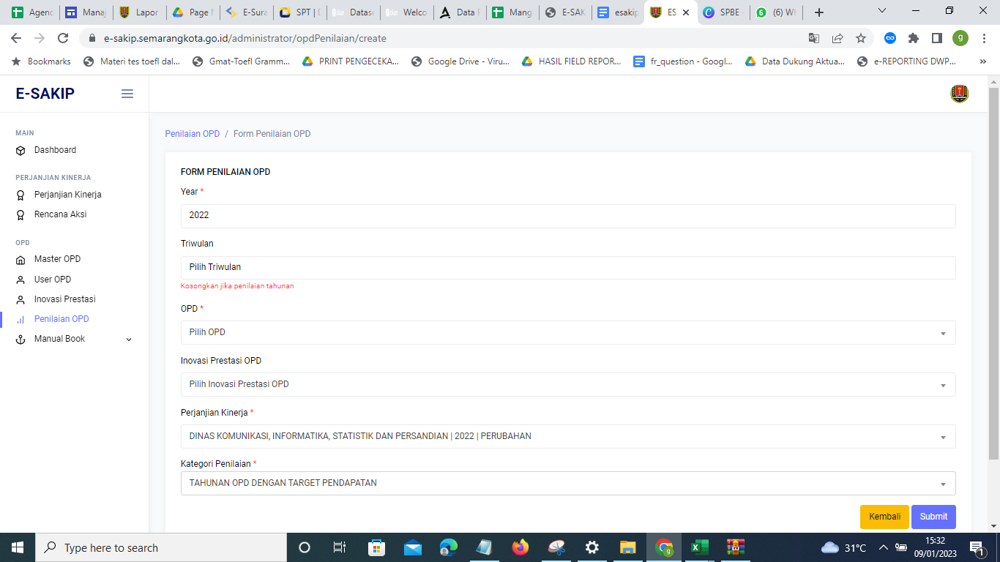 Agend
Manaj
Lapor
Page N
E-Sura
SPT | D
Datase
Welco
Data P
Mang
E-SAK
esakip
ES
SPBE
(6) Wh
e-sakip.semarangkota.go.id/administrator/opdPenilaian/create
g
Bookmarks
Materi tes toefl dal...
Gmat-Toefl Gramm...
PRINT PENGECEKA...
Google Drive - Viru...
HASIL FIELD REPOR...
fr_question - Googl...
Data Dukung Aktua...
e-REPORTING DWP...
»
E-SAKIP
MAIN
Dashboard
PERJANJIAN KINERJA
Perjanjian Kinerja
Rencana Aksi
OPD
Master OPD
User OPD
Inovasi Prestasi
Penilaian OPD
Manual Book
Penilaian OPD / Form Penilaian OPD
FORM PENILAIAN OPD
Year *
2022
Triwulan
Pilih Triwulan
Kosongkan jika penilaian tahunan
OPD *
Pilih OPD
Inovasi Prestasi OPD
Pilih Inovasi Prestasi OPD
Perjanjian Kinerja *
DINAS KOMUNIKASI, INFORMATIKA, STATISTIK DAN PERSANDIAN | 2022 | PERUBAHAN
Kategori Penilaian *
TAHUNAN OPD DENGAN TARGET PENDAPATAN
Kembali
Submit
Type here to search
31°C
15:32
09/01/2023
1